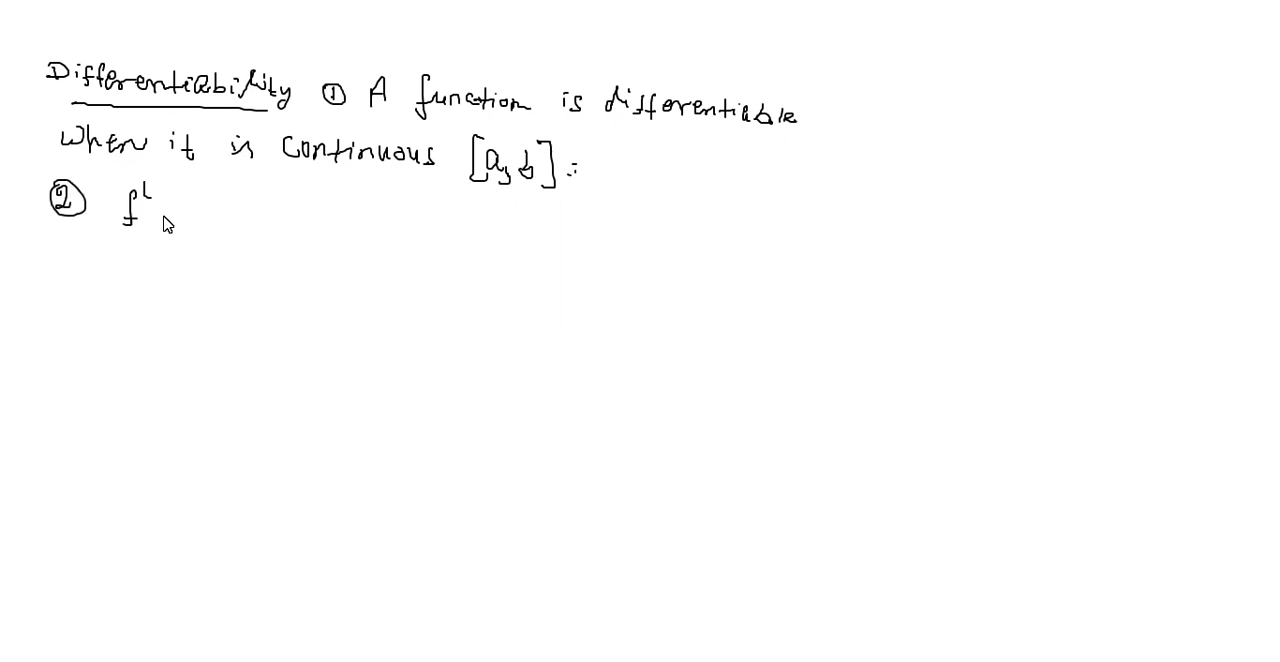 Differentiability ① A function is differentiable
when it is continuous [a, b] :
② f'